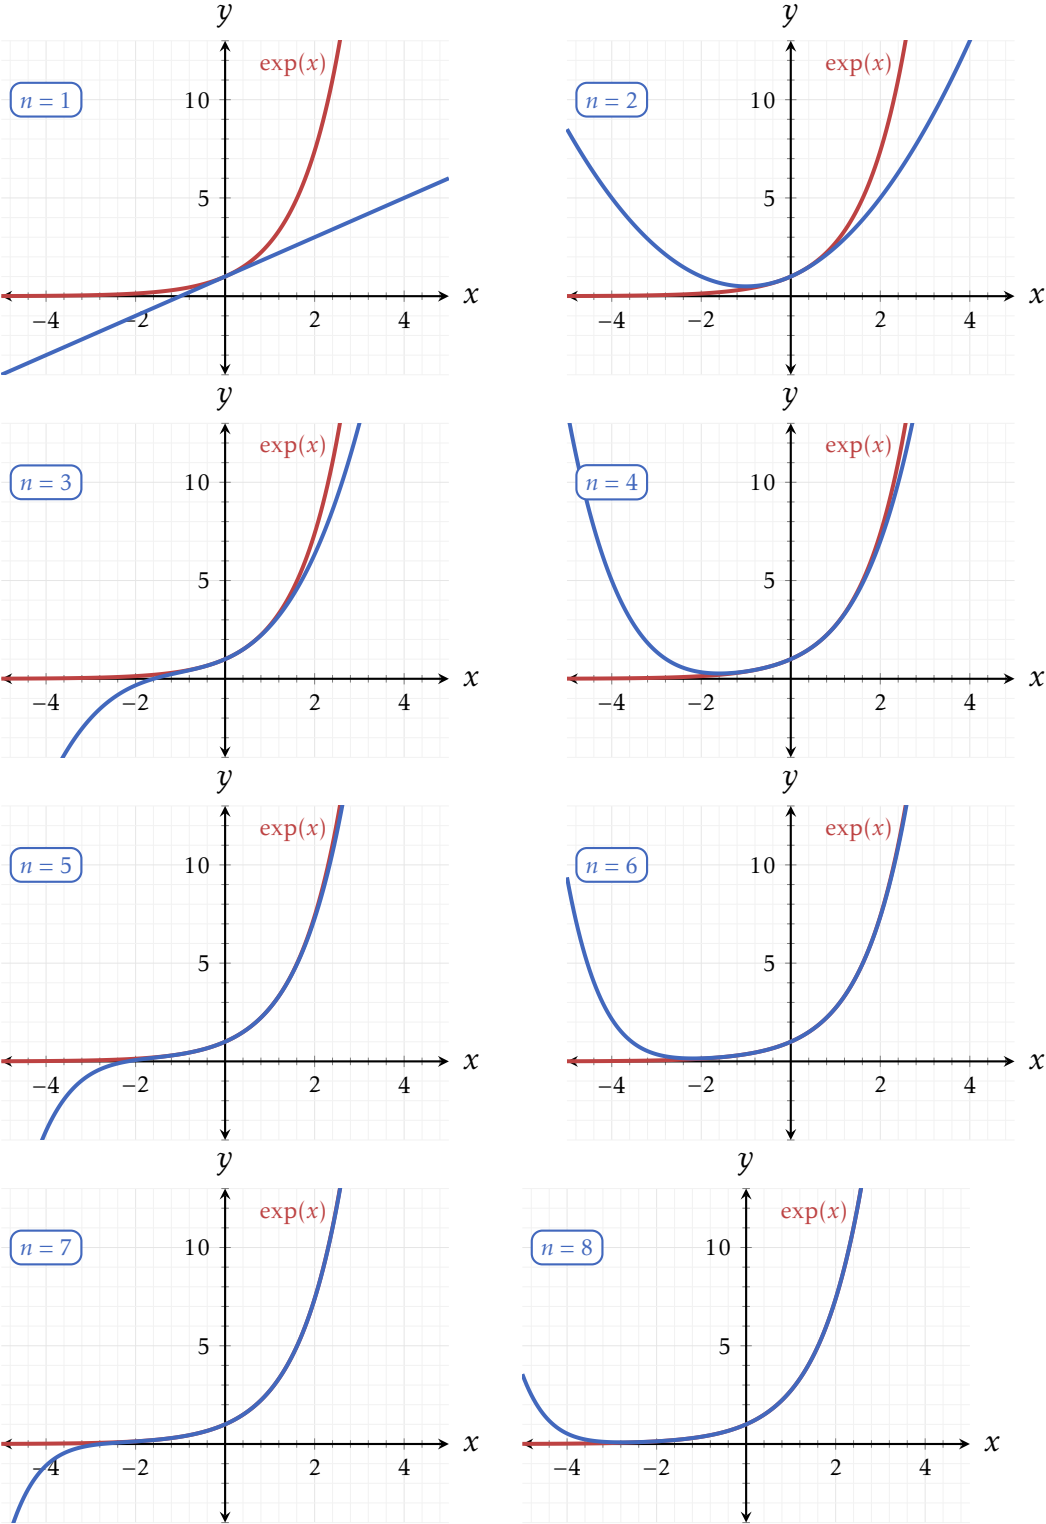 y y
exp(x) exp(x)
n = 1 10 n = 2 10
5 5
x x
−4 −2 2 4 −4 −2 2 4
y y
exp(x) exp(x)
n = 3 10 n = 4 10
5 5
x x
−4 −2 2 4 −4 −2 2 4
y y
exp(x) exp(x)
n = 5 10 n = 6 10
5 5
x x
−4 −2 2 4 −4 −2 2 4
y y
exp(x) exp(x)
n = 7 10 n = 8 10
5 5
x x
−4 −2 2 4 −4 −2 2 4